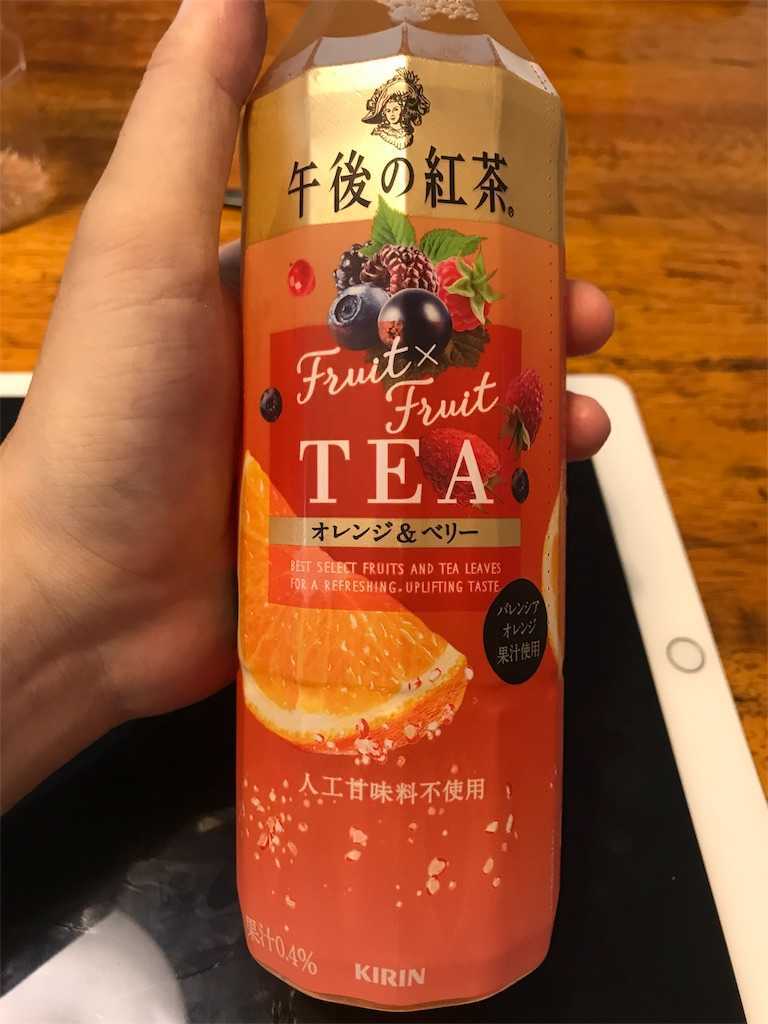 午後の紅茶®
Fruit×
Fruit
TEA
オレンジ&ベリー
BEST SELECT FRUITS AND TEA LEAVES
FOR A REFRESHING, UPLIFTING TASTE
バレンシア
オレンジ
果汁使用
人工甘味料不使用
果汁0.4%
KIRIN